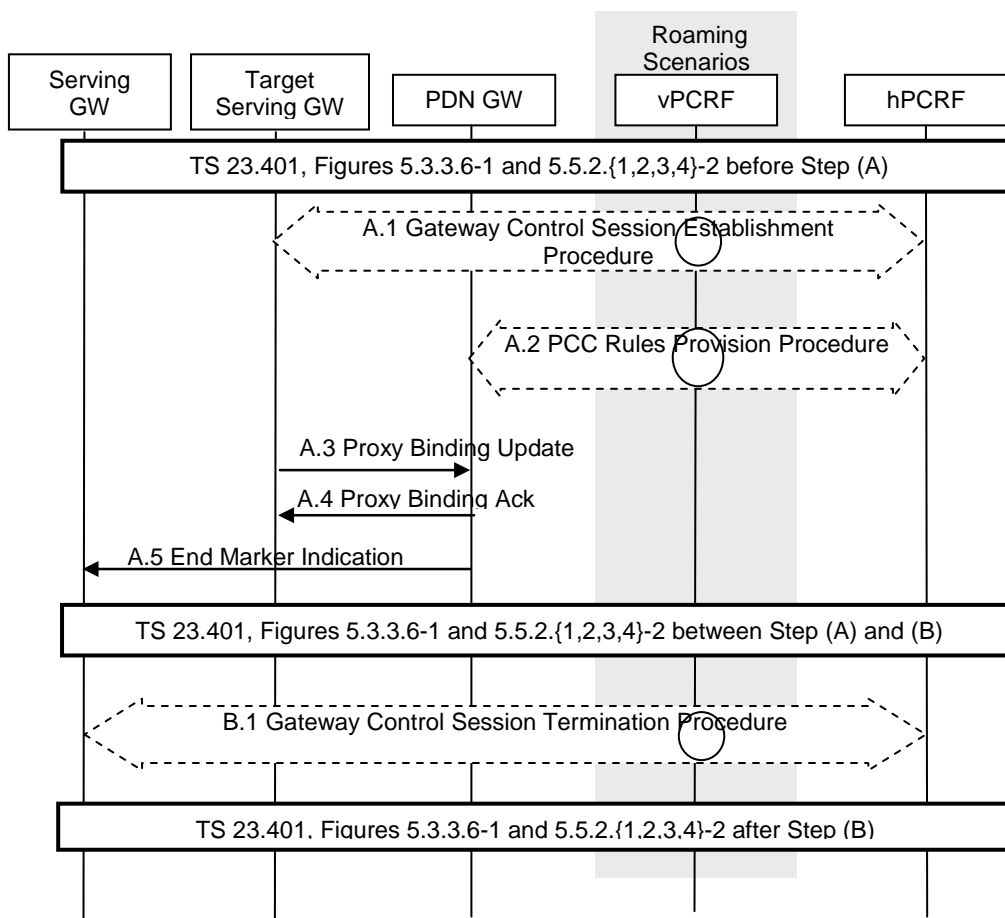 Roaming
Scenarios
Serving
GW
Target
Serving GW
PDN GW
vPCRF
hPCRF
TS 23.401, Figures 5.3.3.6-1 and 5.5.2.{1,2,3,4}-2 before Step (A)
A.1 Gateway Control Session Establishment
Procedure
A.2 PCC Rules Provision Procedure
A.3 Proxy Binding Update
A.4 Proxy Binding Ack
A.5 End Marker Indication
TS 23.401, Figures 5.3.3.6-1 and 5.5.2.{1,2,3,4}-2 between Step (A) and (B)
B.1 Gateway Control Session Termination Procedure
TS 23.401, Figures 5.3.3.6-1 and 5.5.2.{1,2,3,4}-2 after Step (B)